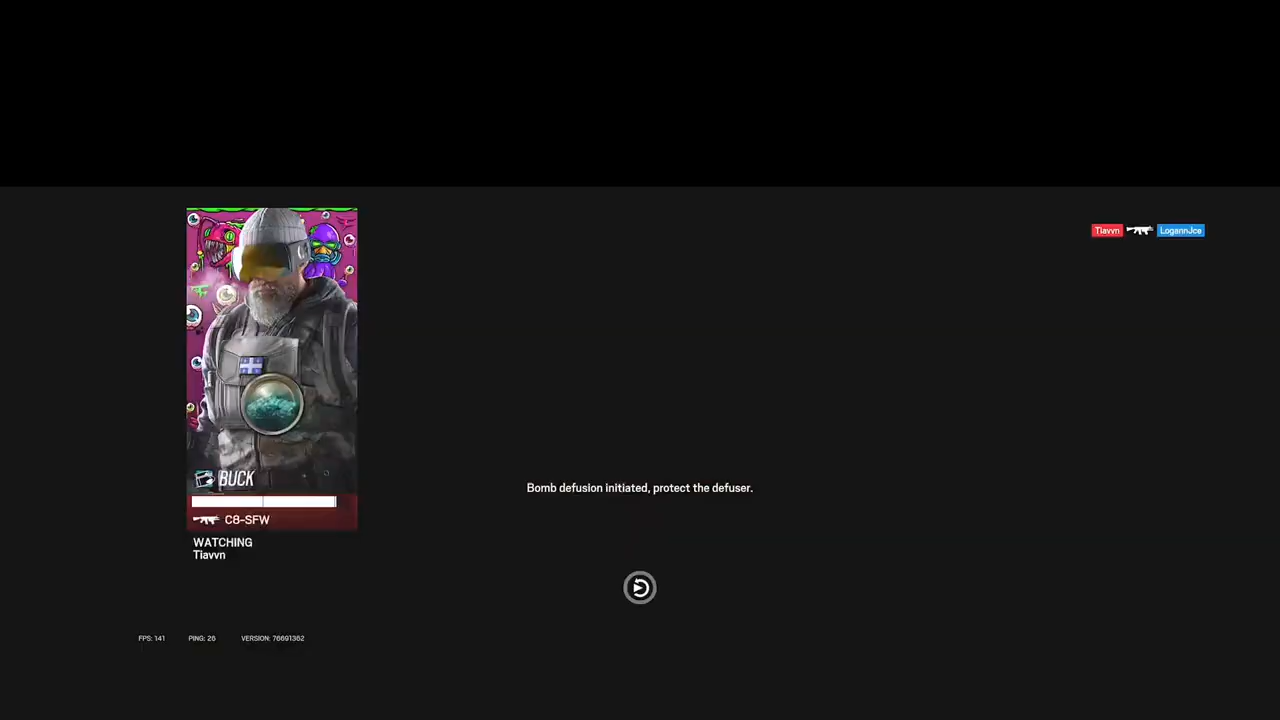 Tiavvn LogannJce
BUCK
C8-SFW
WATCHING
Tiavvn
Bomb defusion initiated, protect the defuser.
FPS: 141 PING: 26 VERSION: 76691362